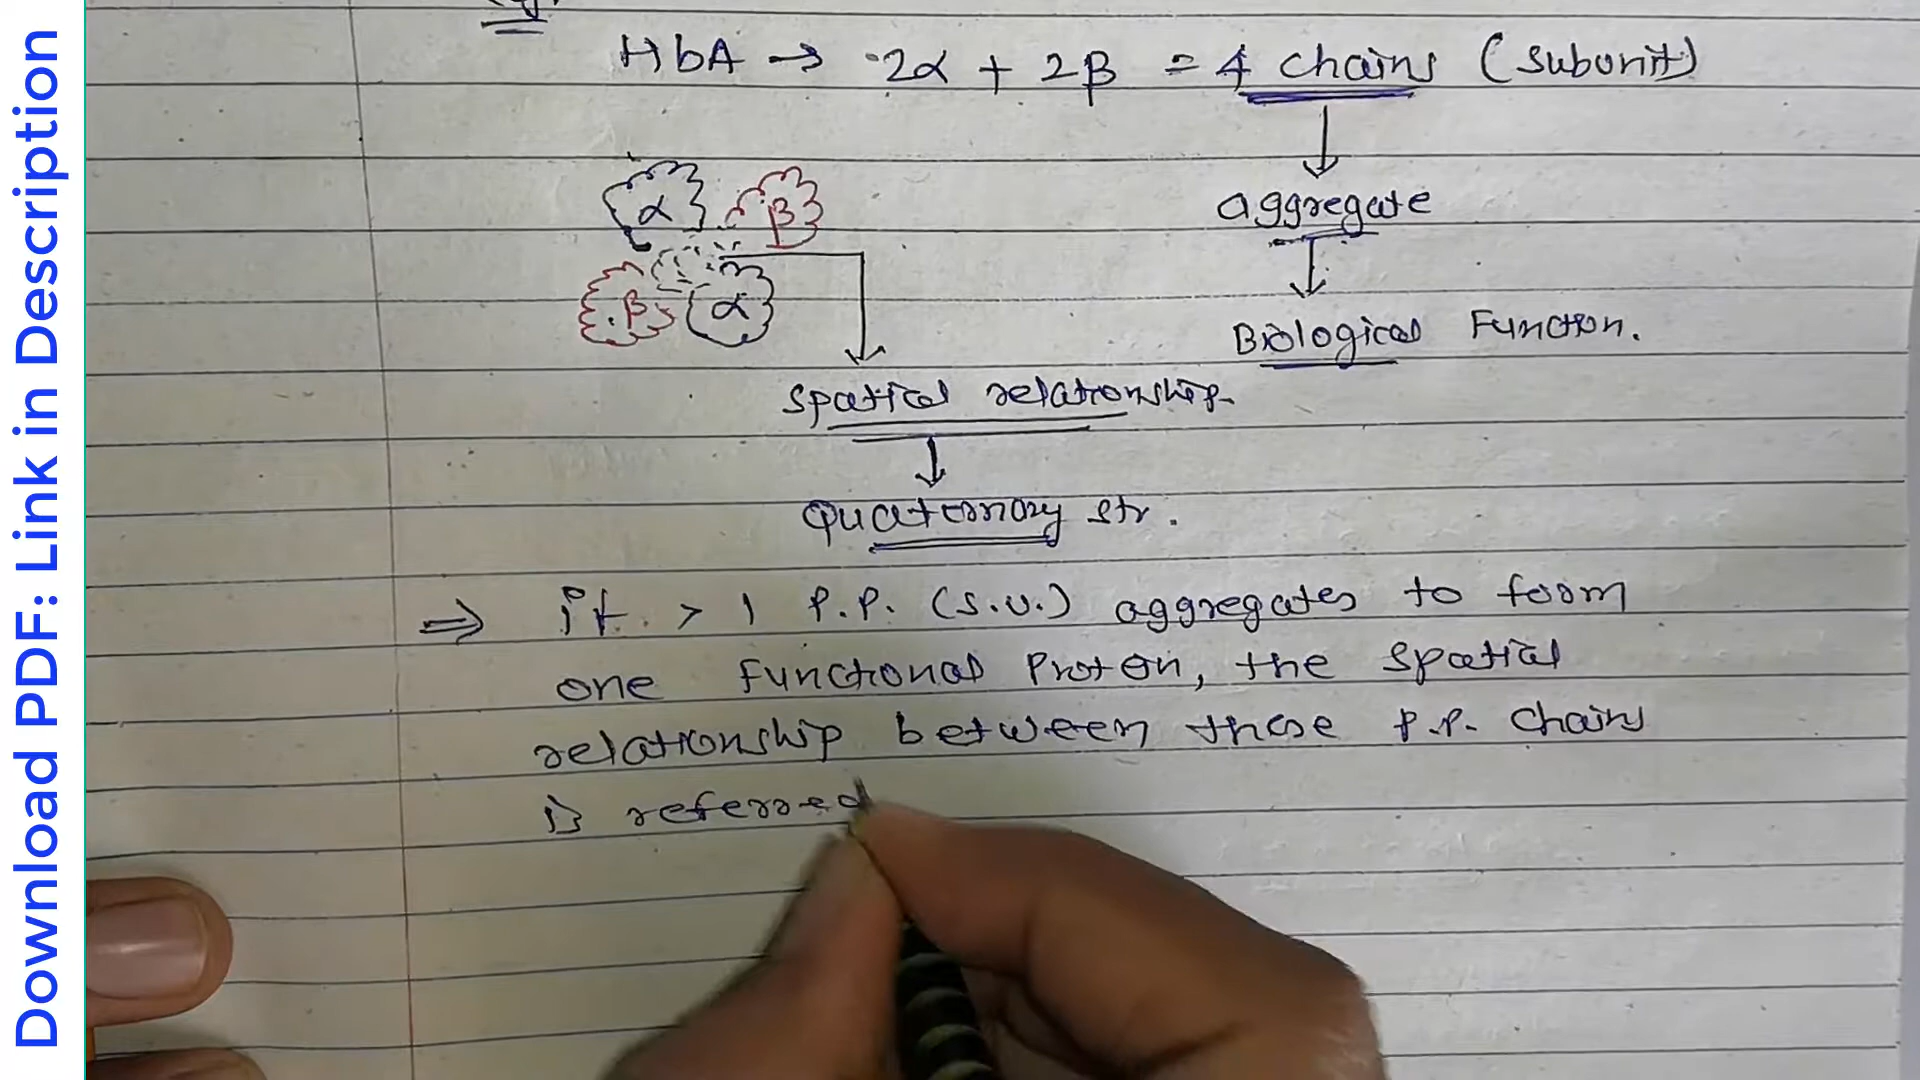 Download PDF: Link in Description
HbA → 2α + 2β = 4 chains (subunit)
α β
aggregate
β α
Biological Function.
spatial relationship.
Quaternary str.
⇒ if > 1 P.P. (S.U.) aggregates to form
one functional Protein, the spatial
relationship between these P.P. chains
is referred